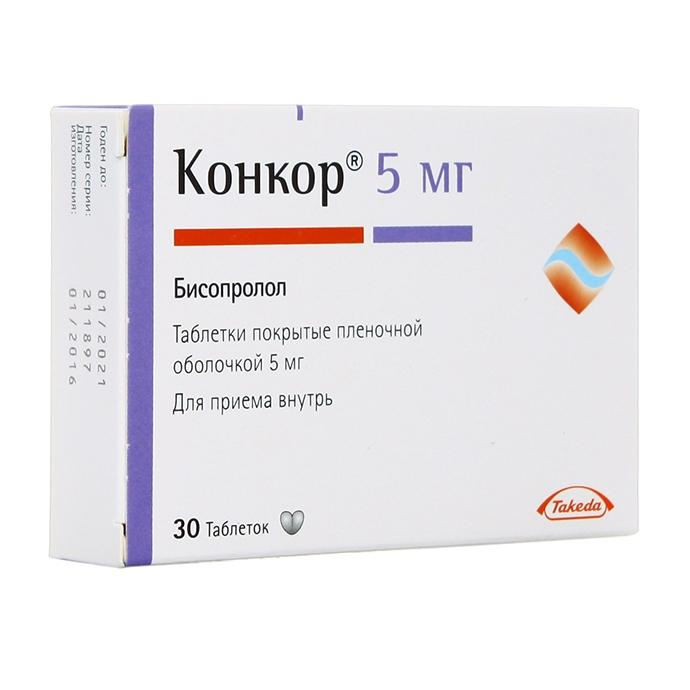 Конкор® 5 мг
Бисопролол
Таблетки покрытые пленочной
оболочкой 5 мг
Для приема внутрь
30 Таблеток
Takeda
Годен до:
Номер серии:
Дата
изготовления:
01/2021
211897
01/2016